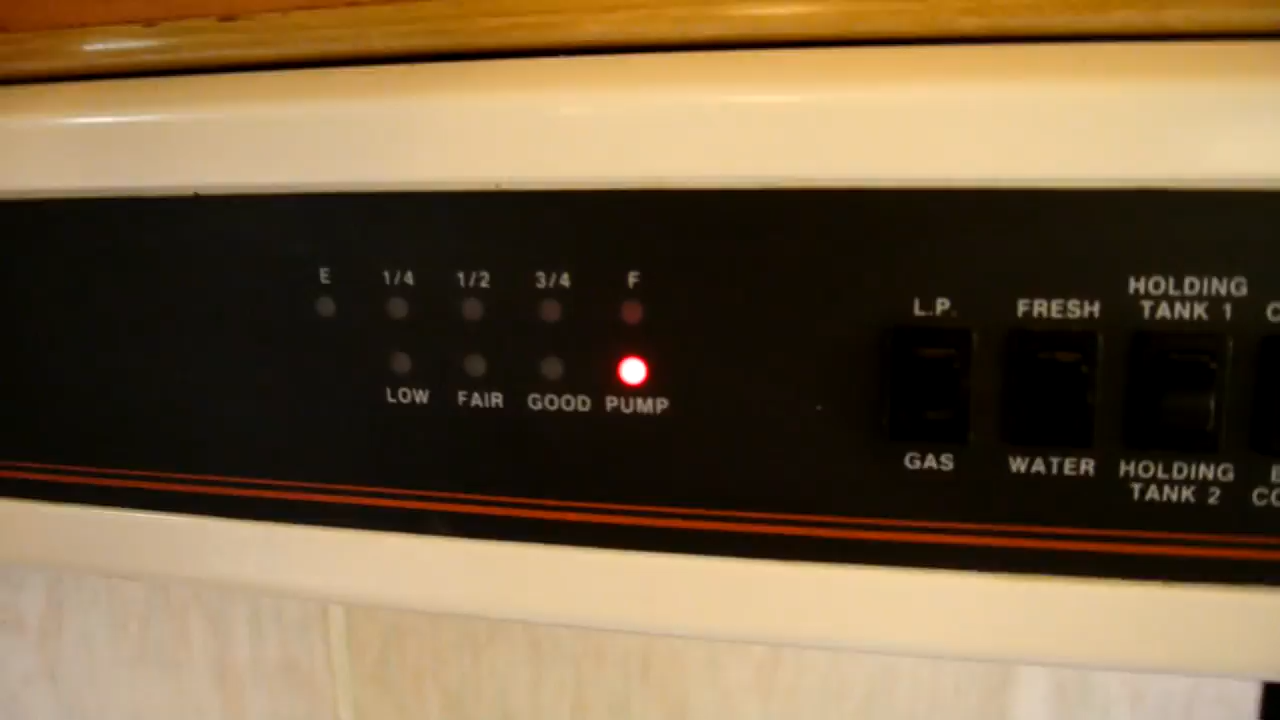 E 1/4 1/2 3/4 F
LOW FAIR GOOD PUMP
L.P.
GAS
FRESH
WATER
HOLDING
TANK 1
HOLDING
TANK 2